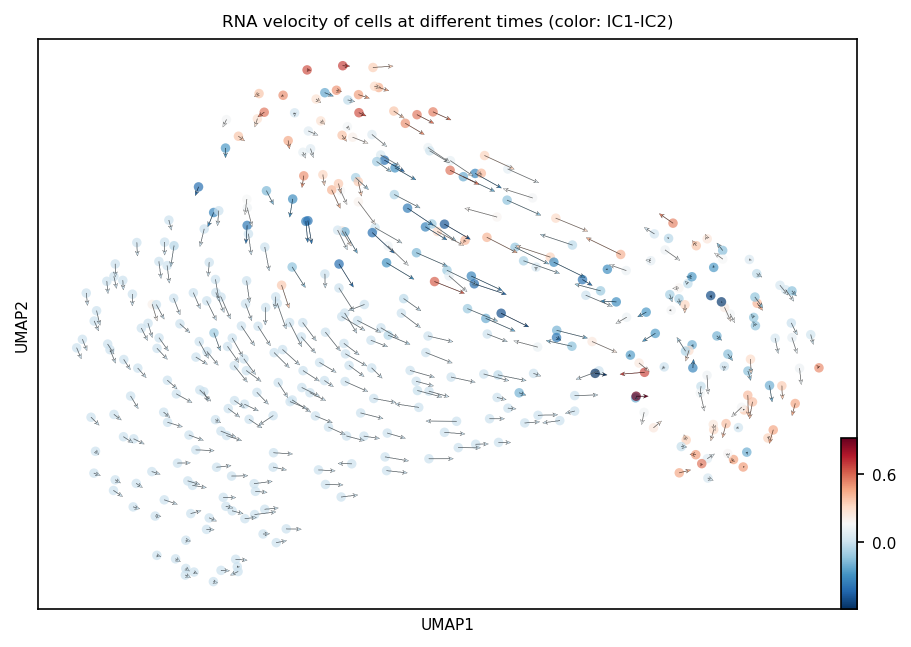 RNA velocity of cells at different times (color: IC1-IC2)
UMAP2
0.6
0.0
UMAP1